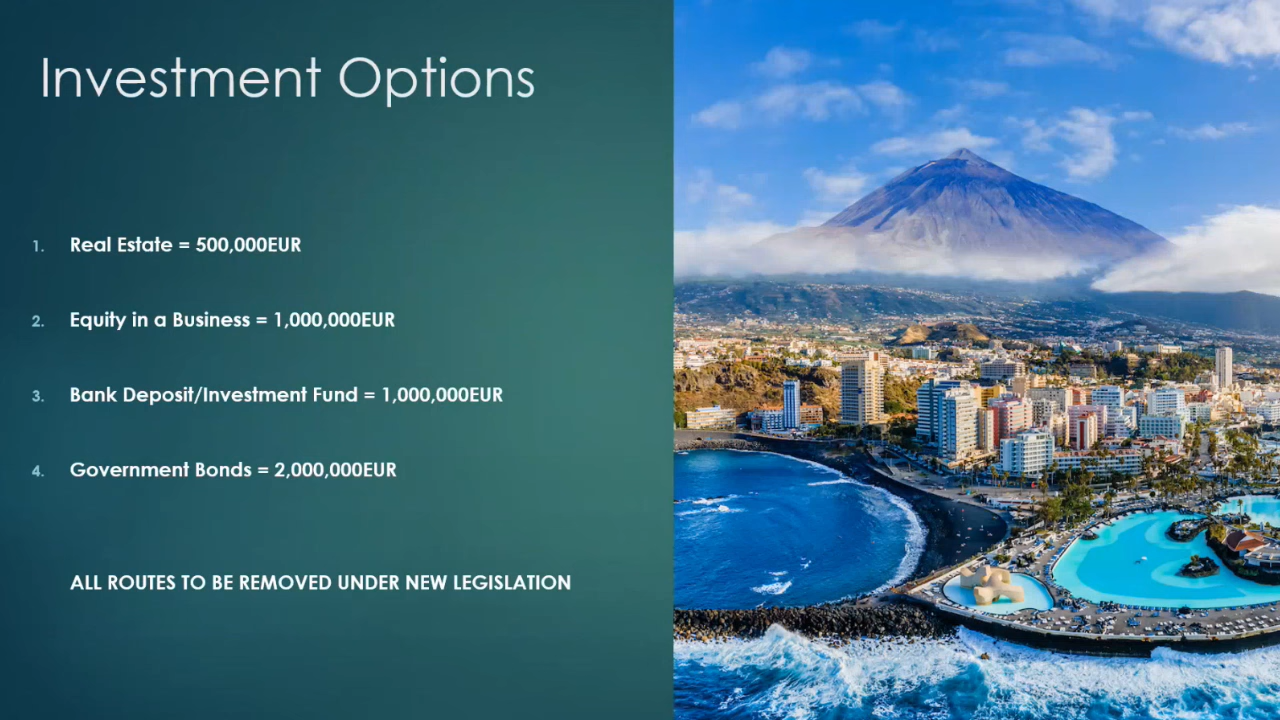 Investment Options
1. Real Estate = 500,000EUR
2. Equity in a Business = 1,000,000EUR
3. Bank Deposit/Investment Fund = 1,000,000EUR
4. Government Bonds = 2,000,000EUR
ALL ROUTES TO BE REMOVED UNDER NEW LEGISLATION